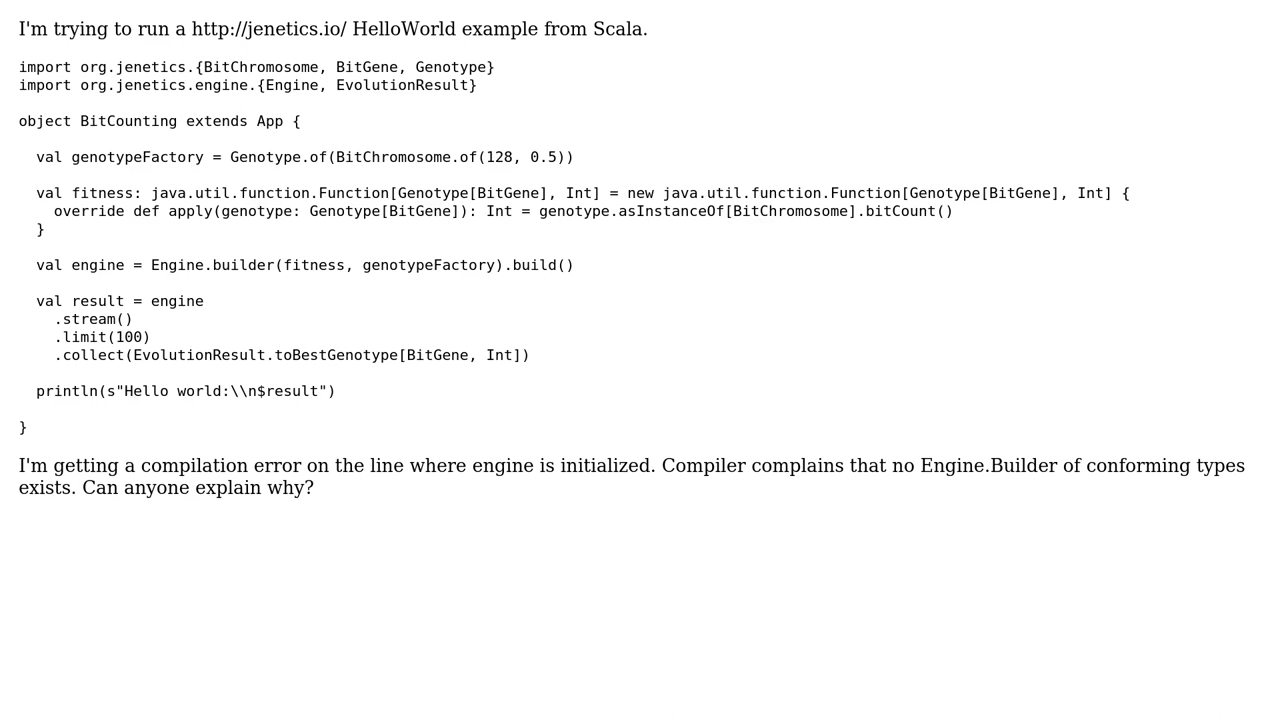 I'm trying to run a http://jenetics.io/ HelloWorld example from Scala.
import org.jenetics.{BitChromosome, BitGene, Genotype}
import org.jenetics.engine.{Engine, EvolutionResult}
object BitCounting extends App {
  val genotypeFactory = Genotype.of(BitChromosome.of(128, 0.5))
  val fitness: java.util.function.Function[Genotype[BitGene], Int] = new java.util.function.Function[Genotype[BitGene], Int] {
    override def apply(genotype: Genotype[BitGene]): Int = genotype.asInstanceOf[BitChromosome].bitCount()
  }
  val engine = Engine.builder(fitness, genotypeFactory).build()
  val result = engine
    .stream()
    .limit(100)
    .collect(EvolutionResult.toBestGenotype[BitGene, Int])
  println(s"Hello world:\\n$result")
}
I'm getting a compilation error on the line where engine is initialized. Compiler complains that no Engine.Builder of conforming types
exists. Can anyone explain why?